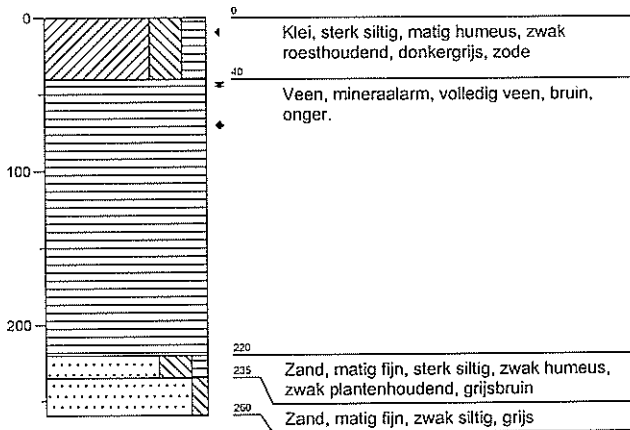 0
0
Klei, sterk siltig, matig humeus, zwak
roesthoudend, donkergrijs, zode
40
Veen, mineraalarm, volledig veen, bruin,
onger.
100
200
220
Zand, matig fijn, sterk siltig, zwak humeus,
235
zwak plantenhoudend, grijsbruin
260
Zand, matig fijn, zwak siltig, grijs